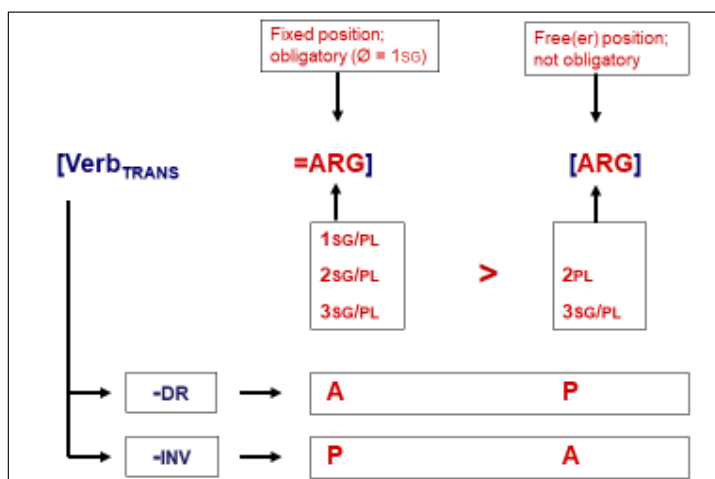 Fixed position;
obligatory (Ø = 1SG)
Free(er) position;
not obligatory
[VerbTRANS =ARG] [ARG]
1SG/PL
2SG/PL > 2PL
3SG/PL 3SG/PL
-DR A P
-INV P A